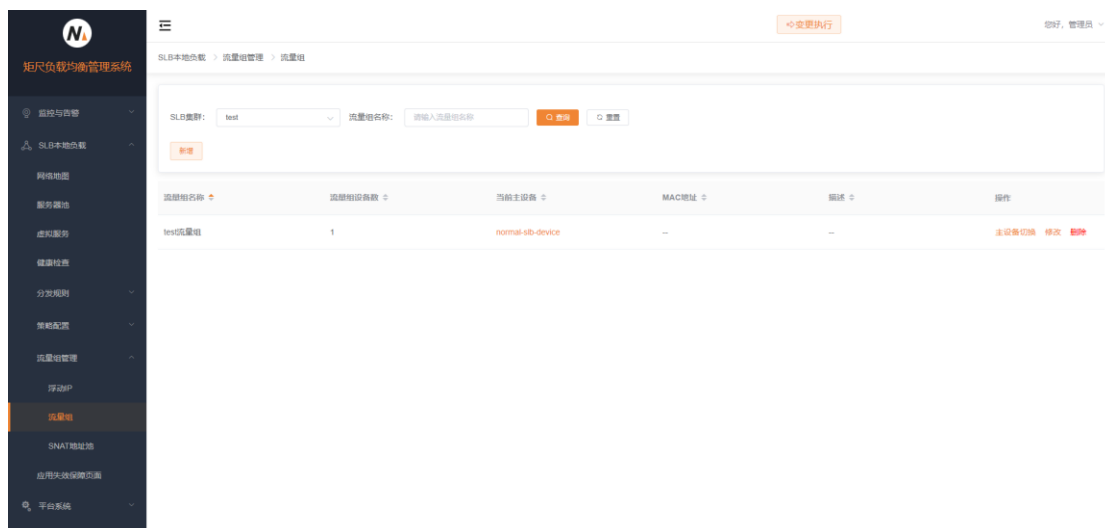 变更执行
您好，管理员
矩尺负载均衡管理系统
SLB本地负载 > 流量组管理 > 流量组
监控与告警
SLB本地负载
网络地图
服务器池
虚拟服务
健康检查
分发规则
策略配置
流量组管理
浮动IP
流量组
SNAT地址池
应用失效保障页面
平台系统
SLB集群： test 流量组名称： 请输入流量组名称 查询 重置
新增
流量组名称 流量组设备数 当前主设备 MAC地址 描述 操作
test流量组 1 normal-slb-device -- -- 主设备切换 修改 删除